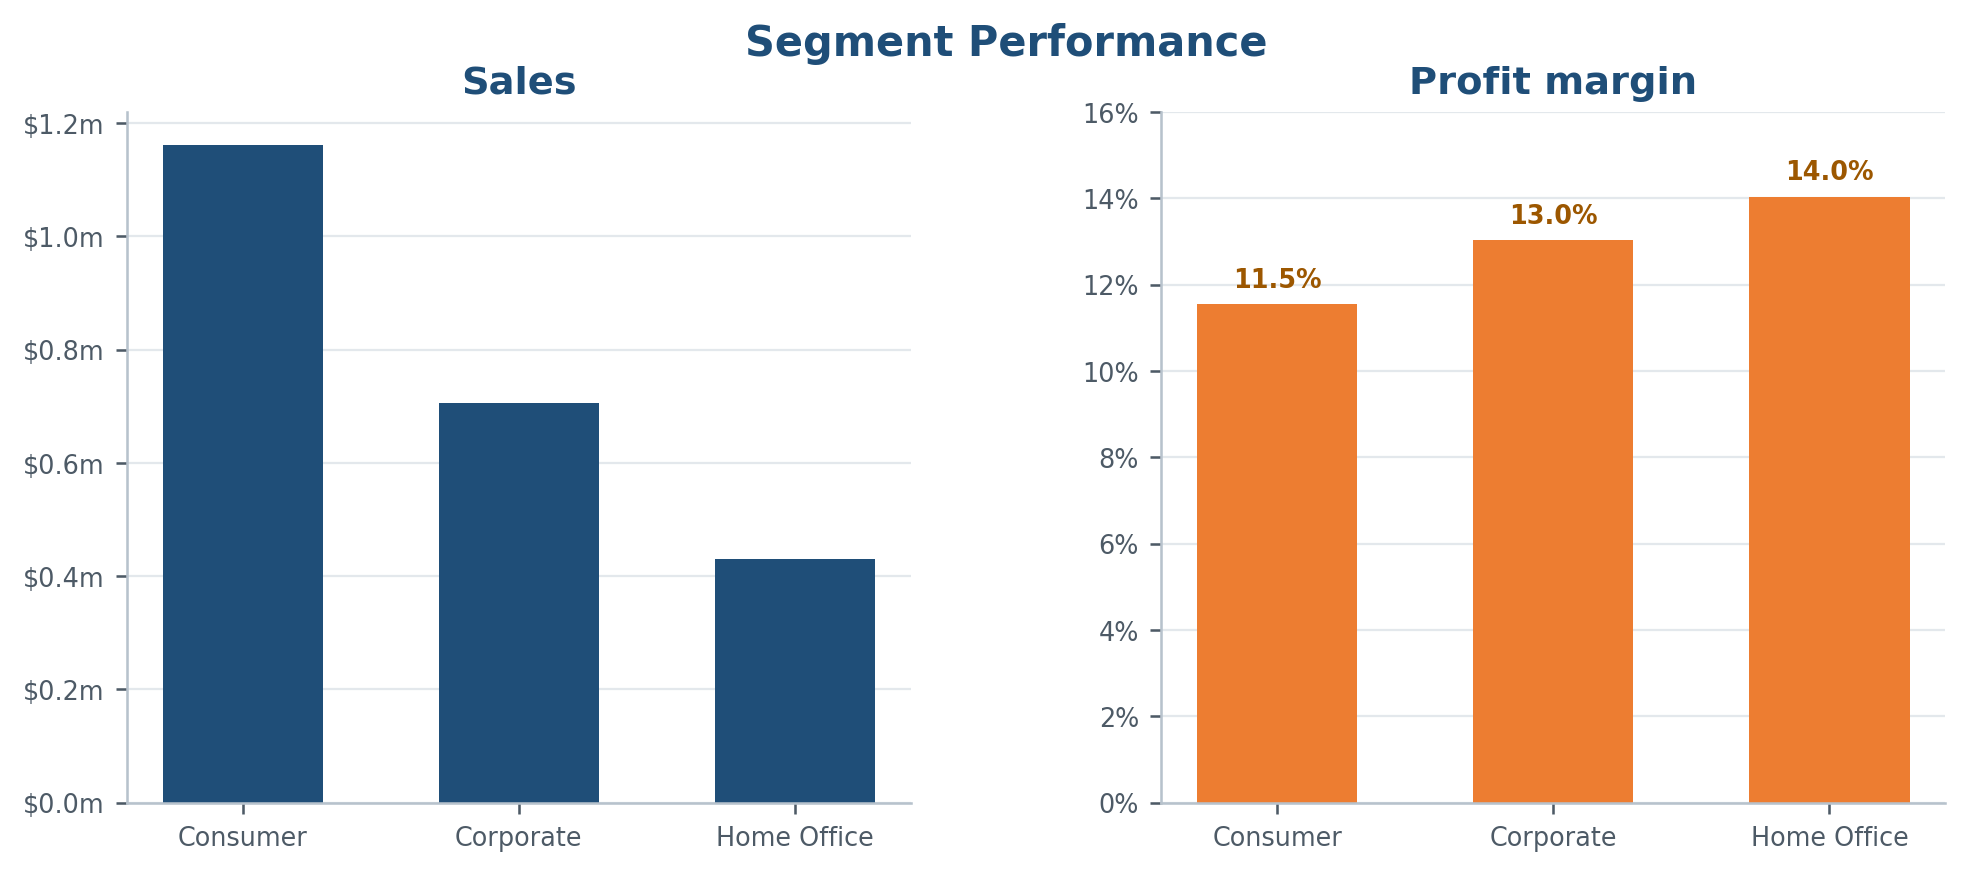 Segment Performance
Sales
$1.2m
$1.0m
$0.8m
$0.6m
$0.4m
$0.2m
$0.0m
Consumer
Corporate
Home Office
Profit margin
16%
14%
12%
10%
8%
6%
4%
2%
0%
11.5%
13.0%
14.0%
Consumer
Corporate
Home Office